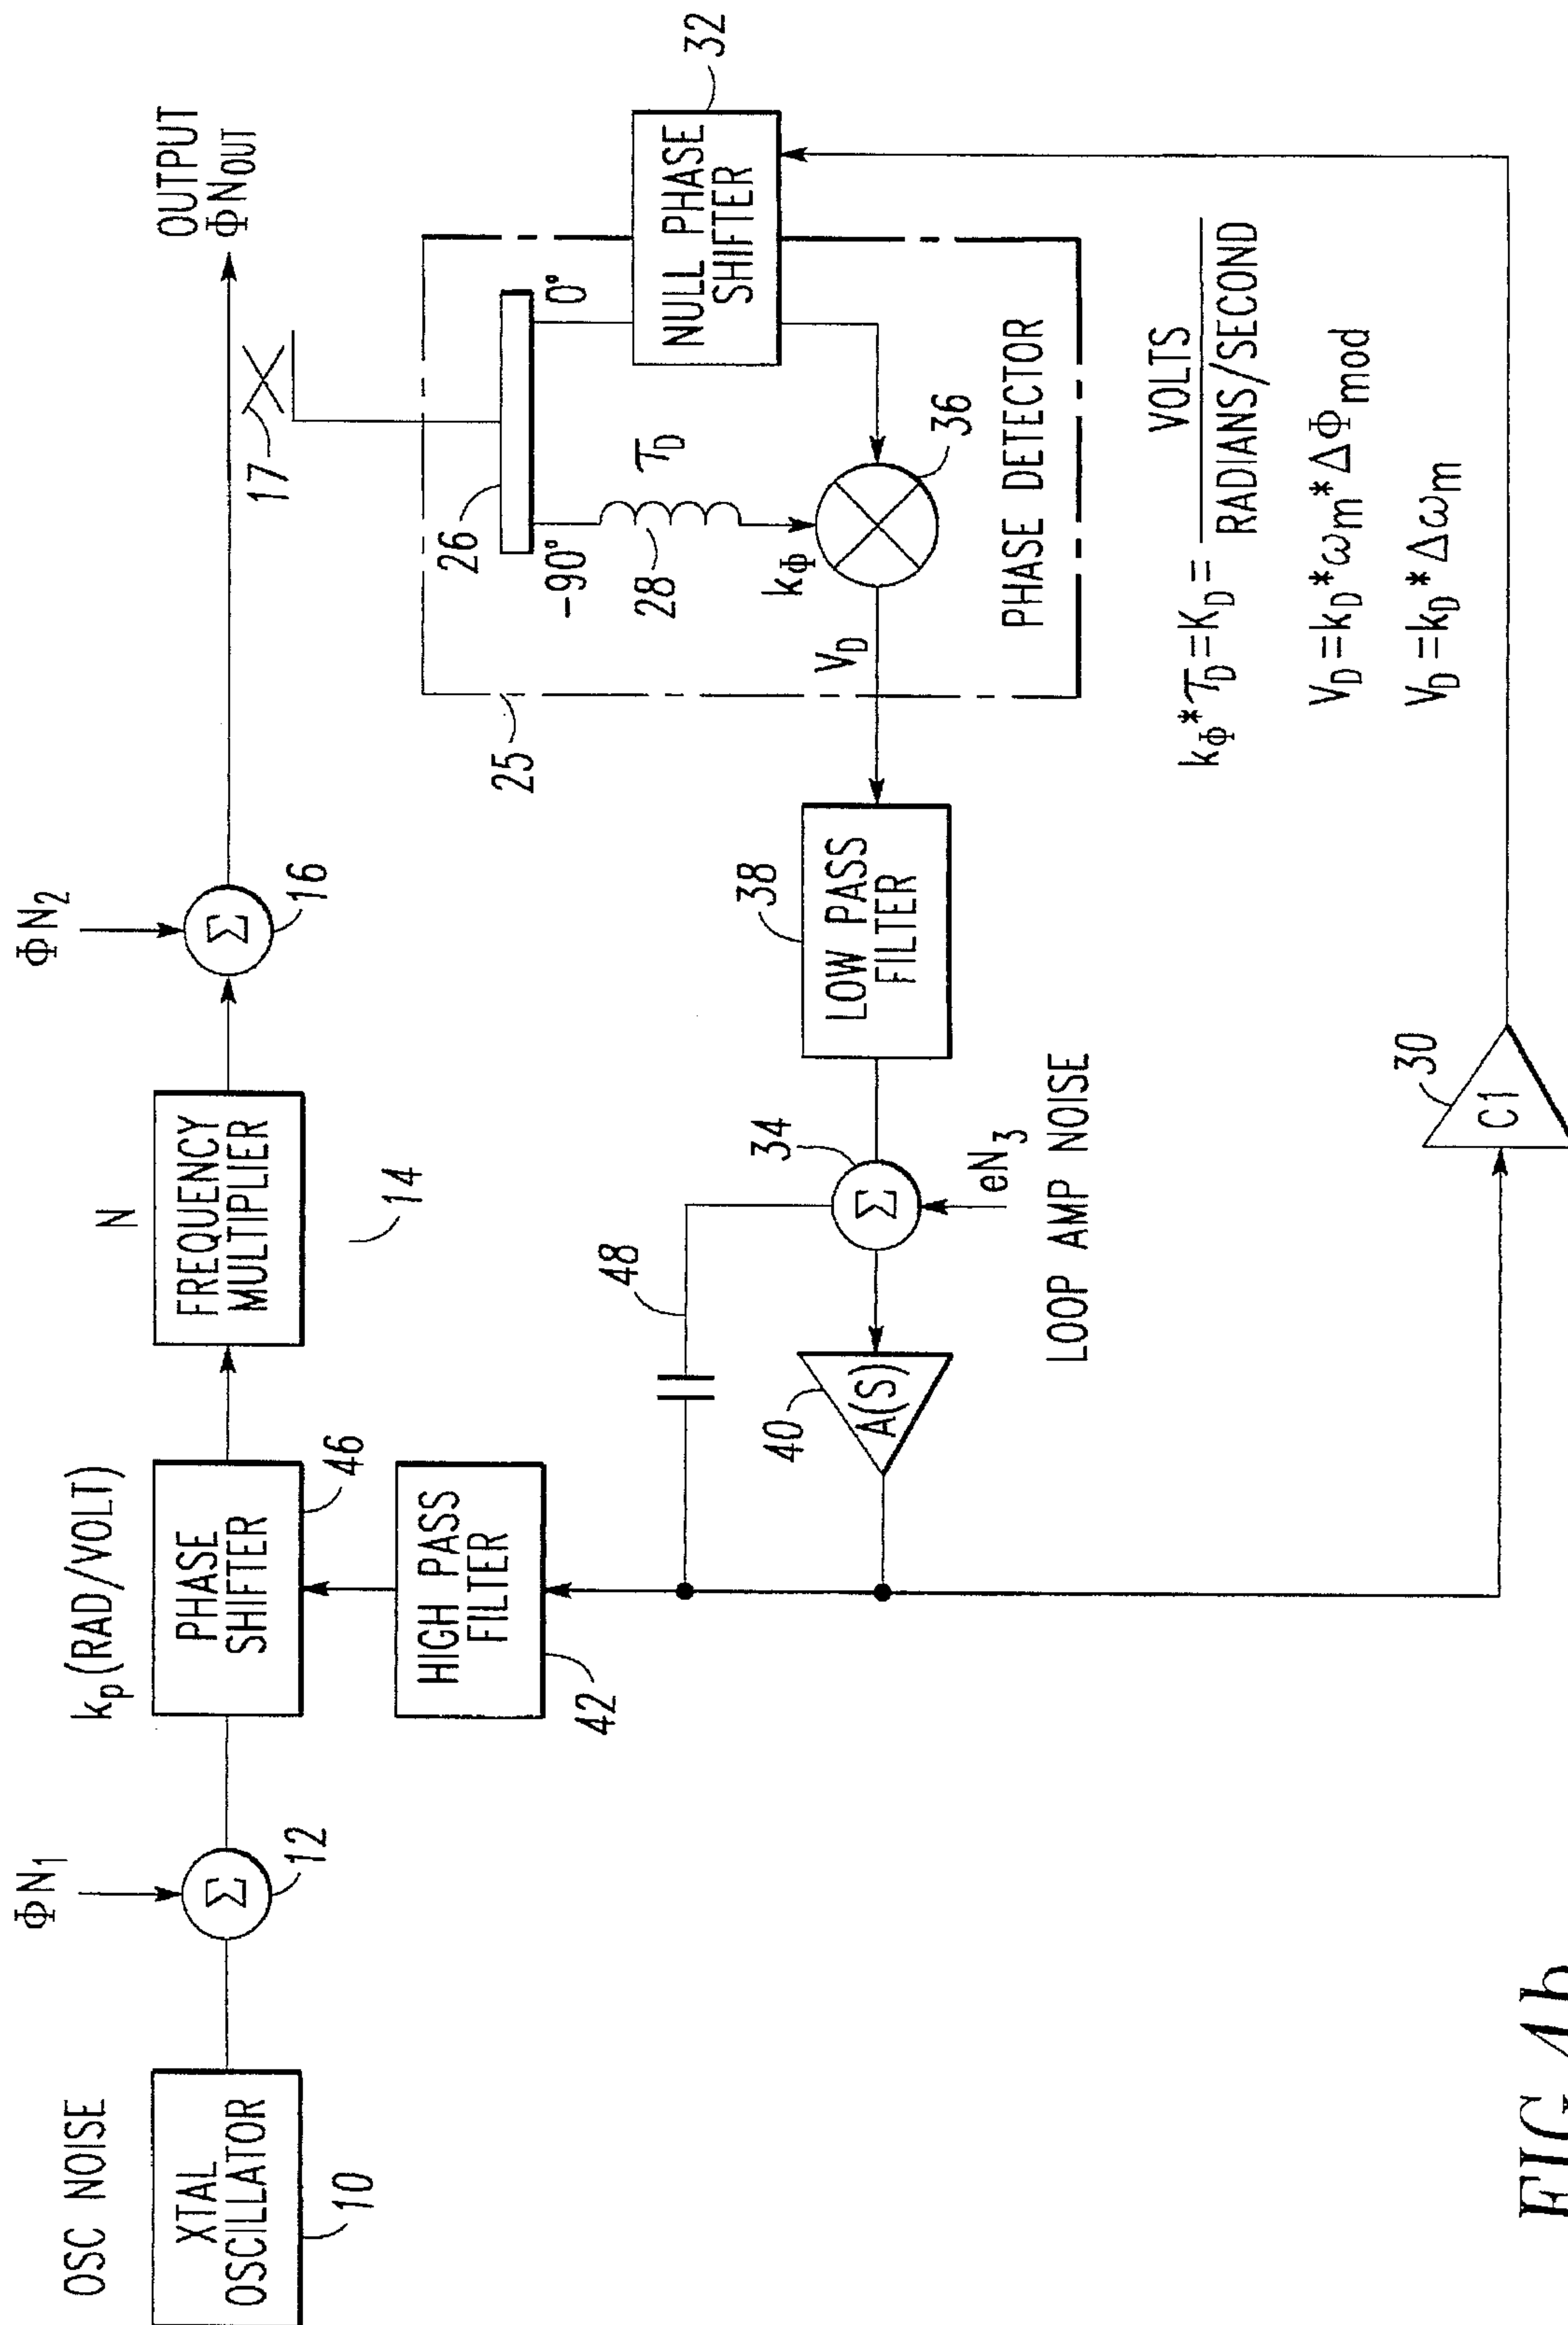 OSC NOISE
XTAL
OSCILLATOR
10
ΦN1
Σ
12
kp(RAD/VOLT)
PHASE
SHIFTER
46
N
FREQUENCY
MULTIPLIER
14
ΦN2
Σ
16
OUTPUT
ΦNOUT
17
HIGH PASS
FILTER
42
48
40
A(S)
34
Σ
eN3
LOOP AMP NOISE
38
LOW PASS
FILTER
25
VD
26
-90°
0°
28
τD
kΦ
36
NULL PHASE
SHIFTER
32
PHASE DETECTOR
kΦ*τD=KD= VOLTS
RADIANS/SECOND
VD=kD*ωm*ΔΦmod
VD=kD*Δωm
30
C1
FIG.4b